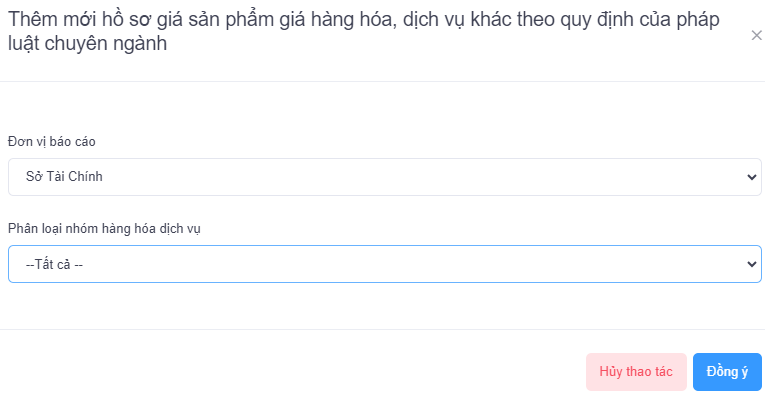 Thêm mới hồ sơ giá sản phẩm giá hàng hóa, dịch vụ khác theo quy định của pháp
luật chuyên ngành
Đơn vị báo cáo
Sở Tài Chính
Phân loại nhóm hàng hóa dịch vụ
--Tất cả --
Hủy thao tác
Đồng ý